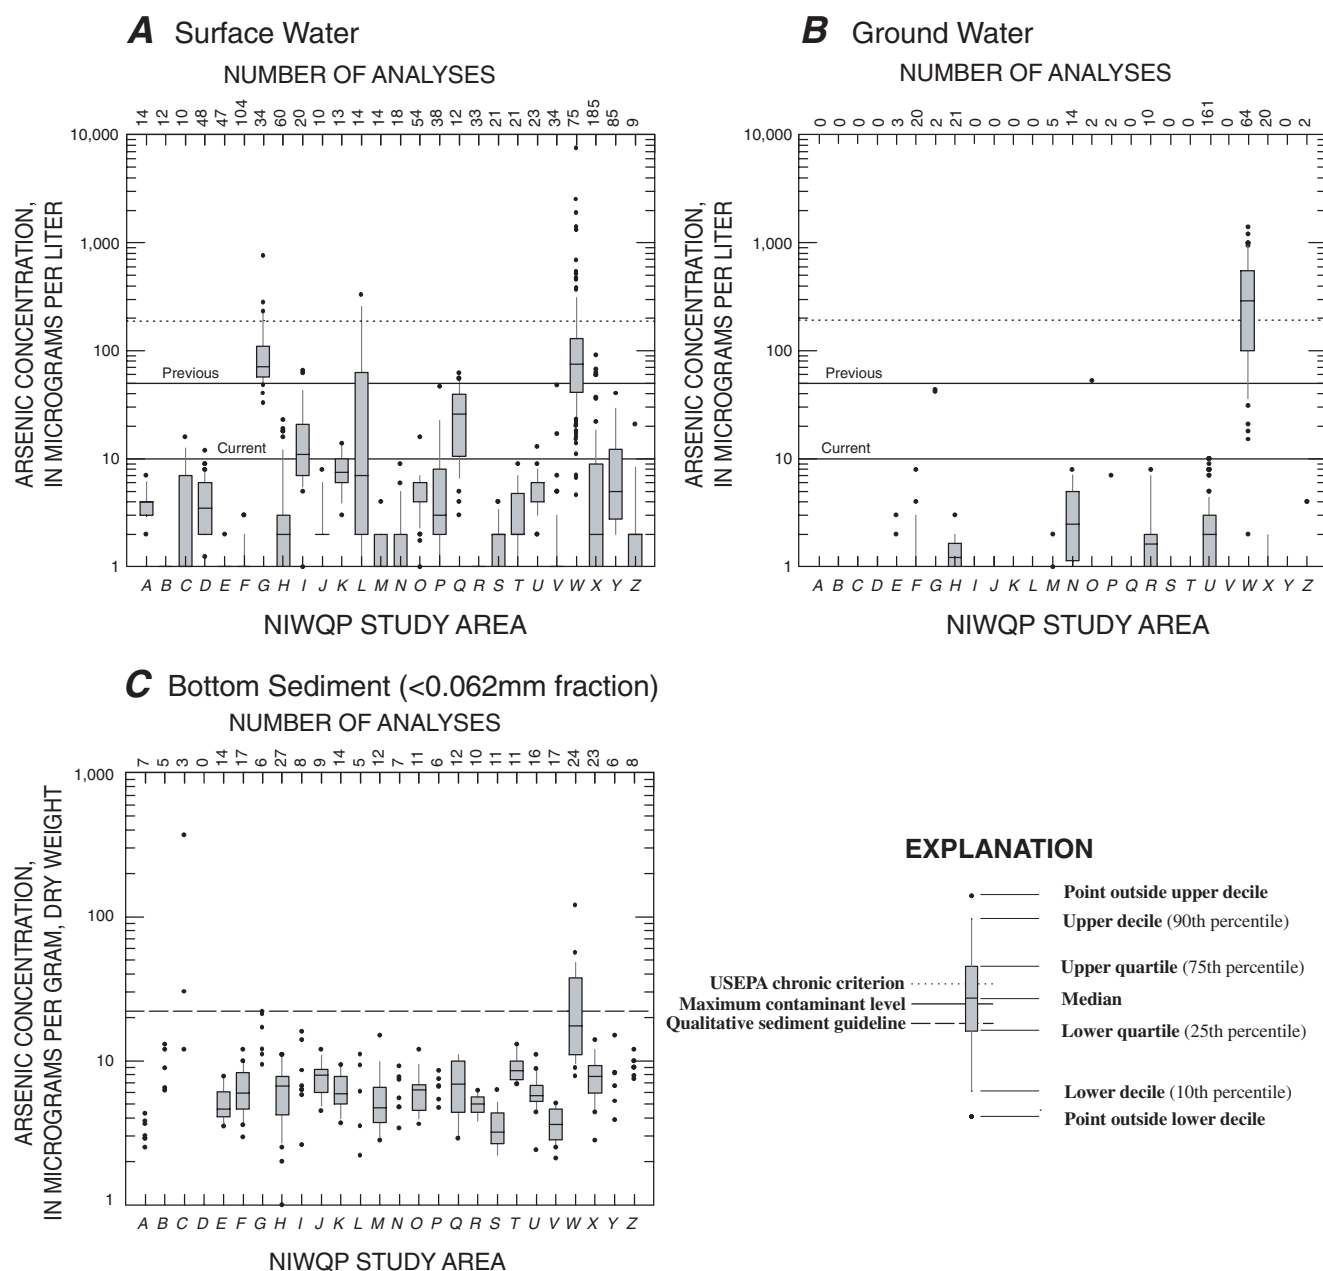 A Surface Water
NUMBER OF ANALYSES
14 12 10 48 47 104 34 60 20 10 13 14 14 18 54 38 12 33 21 21 23 34 75 185 85 9
10,000
1,000
100
10
1
ARSENIC CONCENTRATION,
IN MICROGRAMS PER LITER
Previous
Current
A B C D E F G H I J K L M N O P Q R S T U V W X Y Z
NIWQP STUDY AREA
B Ground Water
NUMBER OF ANALYSES
0 0 0 0 3 20 2 21 0 0 0 0 5 14 2 2 0 10 0 0 161 0 64 20 0 2
10,000
1,000
100
10
1
ARSENIC CONCENTRATION,
IN MICROGRAMS PER LITER
Previous
Current
A B C D E F G H I J K L M N O P Q R S T U V W X Y Z
NIWQP STUDY AREA
C Bottom Sediment (<0.062mm fraction)
NUMBER OF ANALYSES
7 5 3 0 14 17 6 27 8 9 14 5 12 7 11 6 12 10 11 11 16 17 24 23 6 8
1,000
100
10
1
ARSENIC CONCENTRATION,
IN MICROGRAMS PER GRAM, DRY WEIGHT
A B C D E F G H I J K L M N O P Q R S T U V W X Y Z
NIWQP STUDY AREA
EXPLANATION
Point outside upper decile
Upper decile (90th percentile)
Upper quartile (75th percentile)
USEPA chronic criterion
Maximum contaminant level
Median
Qualitative sediment guideline
Lower quartile (25th percentile)
Lower decile (10th percentile)
Point outside lower decile